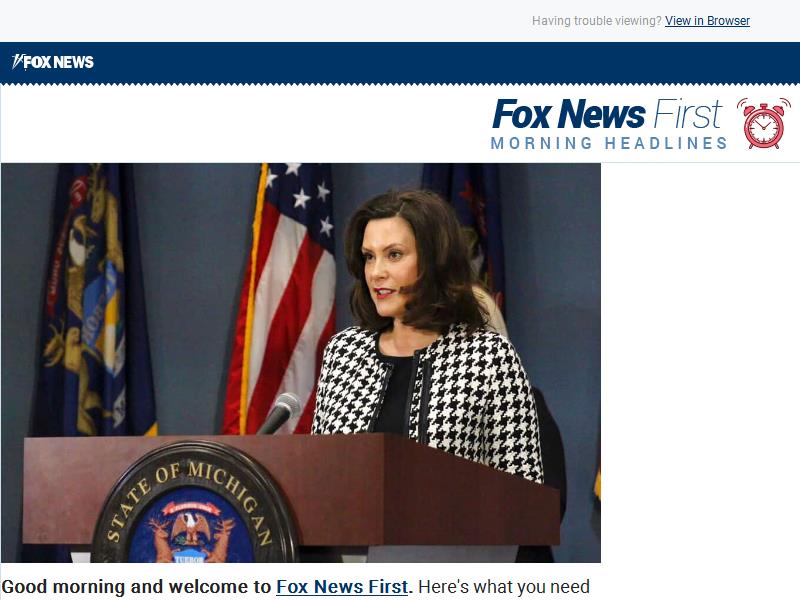 Having trouble viewing? View in Browser
FOX NEWS
Fox News First
MORNING HEADLINES
STATE OF MICHIGAN
TUEBOR
Good morning and welcome to Fox News First. Here's what you need